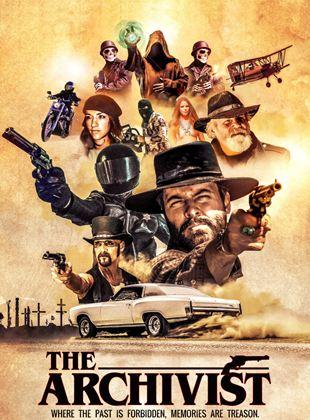 THE
ARCHIVIST
WHERE THE PAST IS FORBIDDEN, MEMORIES ARE TREASON.